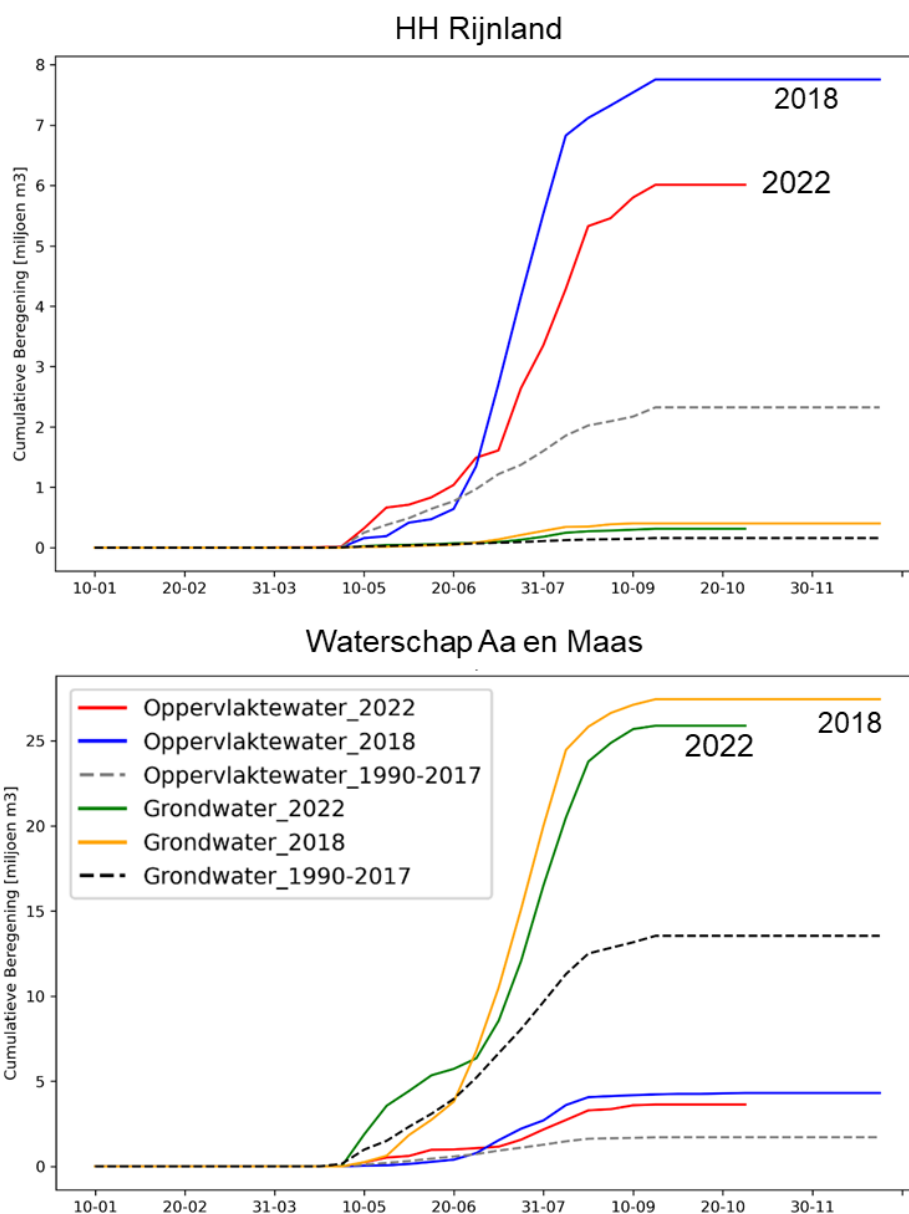 HH Rijnland
Cumulatieve Beregening [miljoen m3]
8
7
6
5
4
3
2
1
0
2018
2022
10-01 20-02 31-03 10-05 20-06 31-07 10-09 20-10 30-11
Waterschap Aa en Maas
Cumulatieve Beregening [miljoen m3]
25
20
15
10
5
0
Oppervlaktewater_2022
Oppervlaktewater_2018
Oppervlaktewater_1990-2017
Grondwater_2022
Grondwater_2018
Grondwater_1990-2017
2018
2022
10-01 20-02 31-03 10-05 20-06 31-07 10-09 20-10 30-11